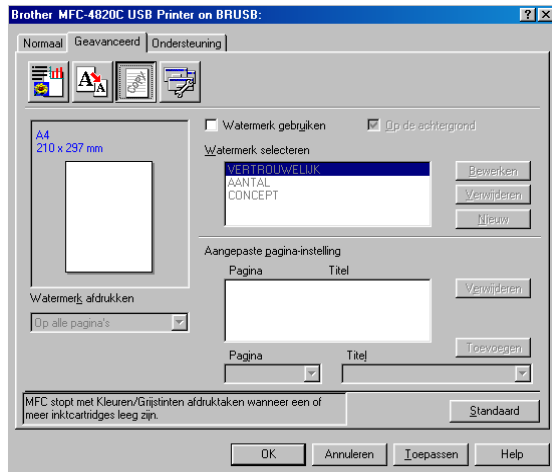 Brother MFC-4820C USB Printer on BRUSB:
Normaal Geavanceerd Ondersteuning
A4
210 x 297 mm
Watermerk gebruiken
Op de achtergrond
Watermerk selecteren
VERTROUWELIJK
AANTAL
CONCEPT
Bewerken
Verwijderen
Nieuw
Aangepaste pagina-instelling
Pagina Titel
Verwijderen
Watermerk afdrukken
Op alle pagina's
Toevoegen
Pagina Titel
MFC stopt met Kleuren/Grijstinten afdruktaken wanneer een of
meer inktcartridges leeg zijn.
Standaard
OK Annuleren Toepassen Help